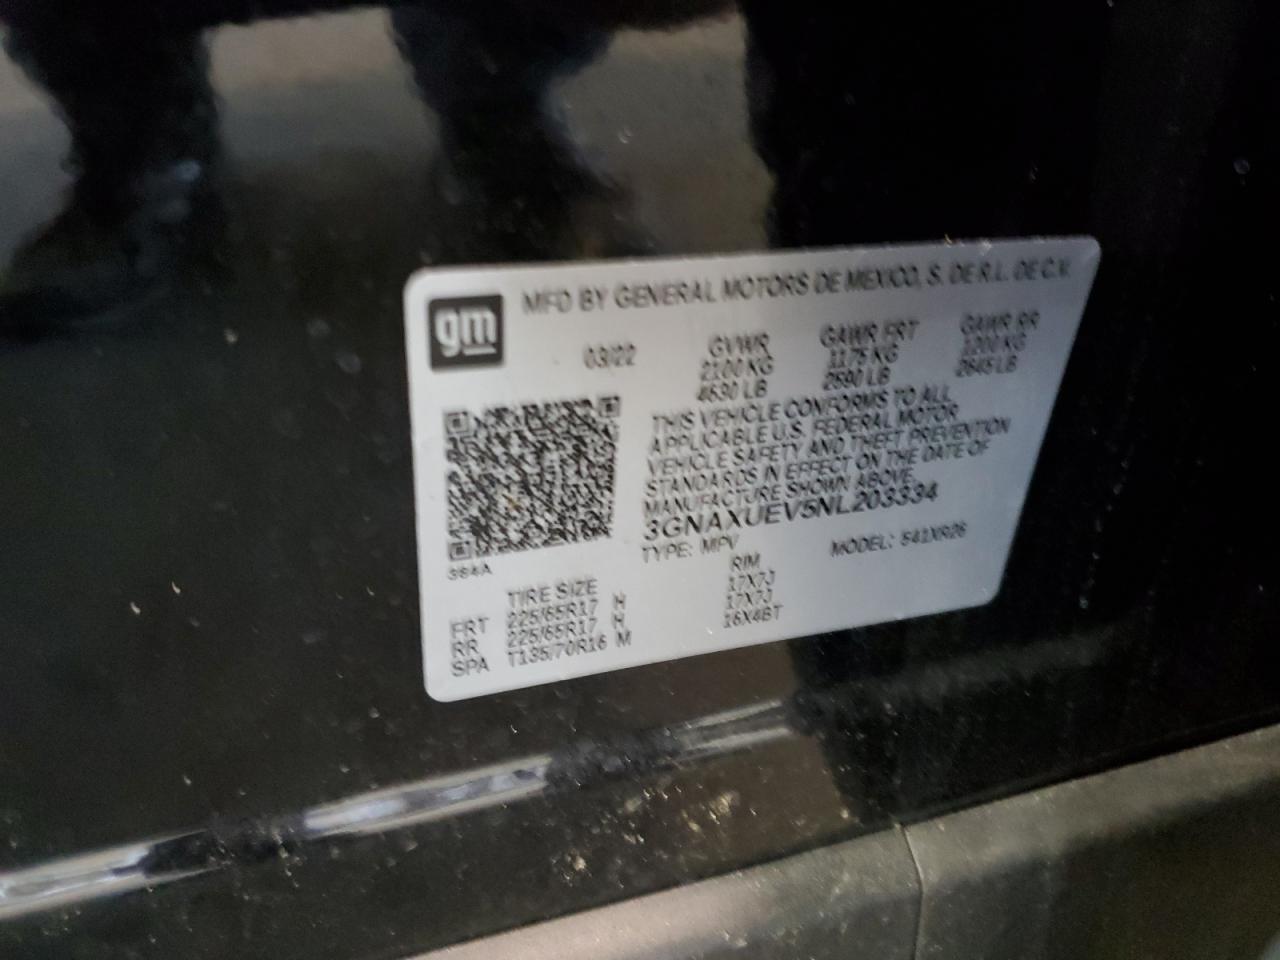 gm
MFD BY GENERAL MOTORS DE MEXICO, S. DE R.L. DE C.V.
03/22 GVWR GAWR FRT GAWR RR
2100 KG 1175 KG 1200 KG
4630 LB 2590 LB 2645 LB
THIS VEHICLE CONFORMS TO ALL
APPLICABLE U.S. FEDERAL MOTOR
VEHICLE SAFETY AND THEFT PREVENTION
STANDARDS IN EFFECT ON THE DATE OF
MANUFACTURE SHOWN ABOVE.
3GNAXUEV5NL203334
TYPE: MPV MODEL: 541XR26
384A
TIRE SIZE RIM
FRT 225/65R17 H 17X7J
RR 225/65R17 H 17X7J
SPA T135/70R16 M 16X4BT